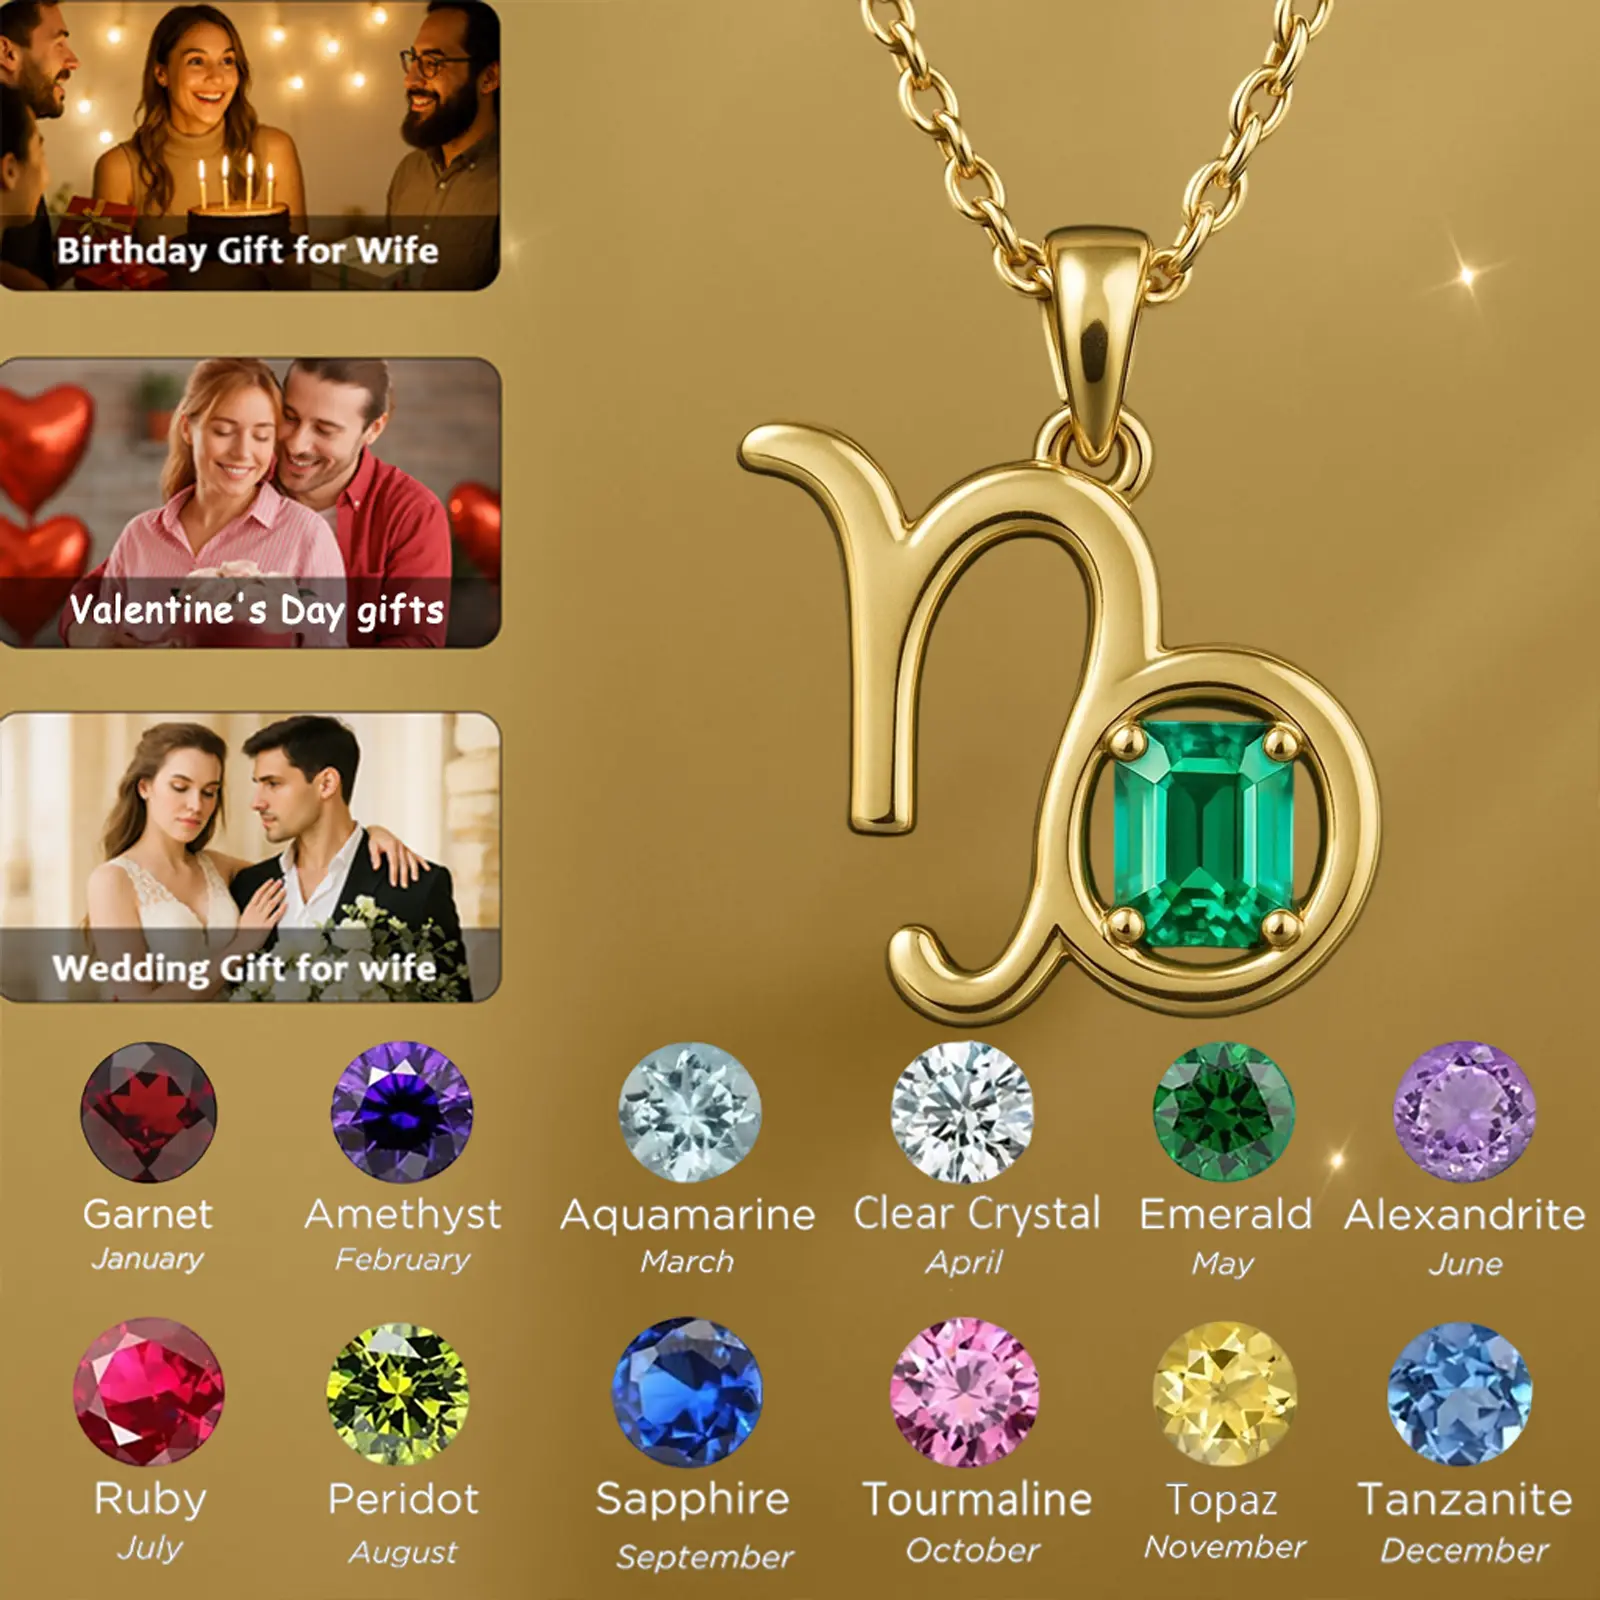 Birthday Gift for Wife
Valentine's Day gifts
Wedding Gift for wife
Garnet Amethyst Aquamarine Clear Crystal Emerald Alexandrite
January February March April May June
Ruby Peridot Sapphire Tourmaline Topaz Tanzanite
July August September October November December